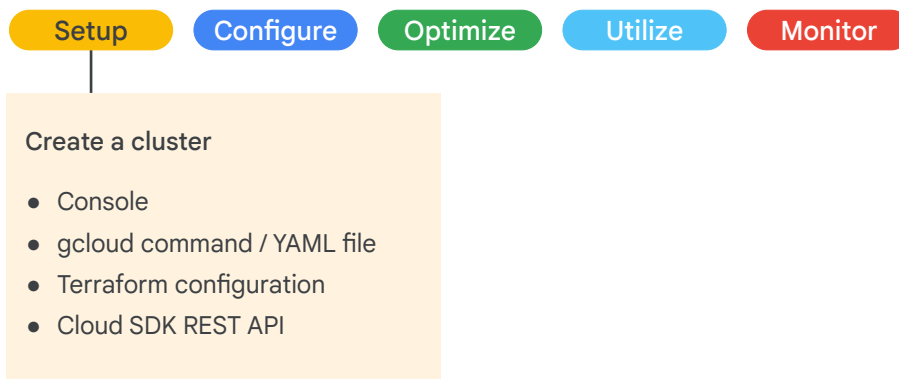 Setup
Configure
Optimize
Utilize
Monitor
Create a cluster
● Console
● gcloud command / YAML file
● Terraform configuration
● Cloud SDK REST API